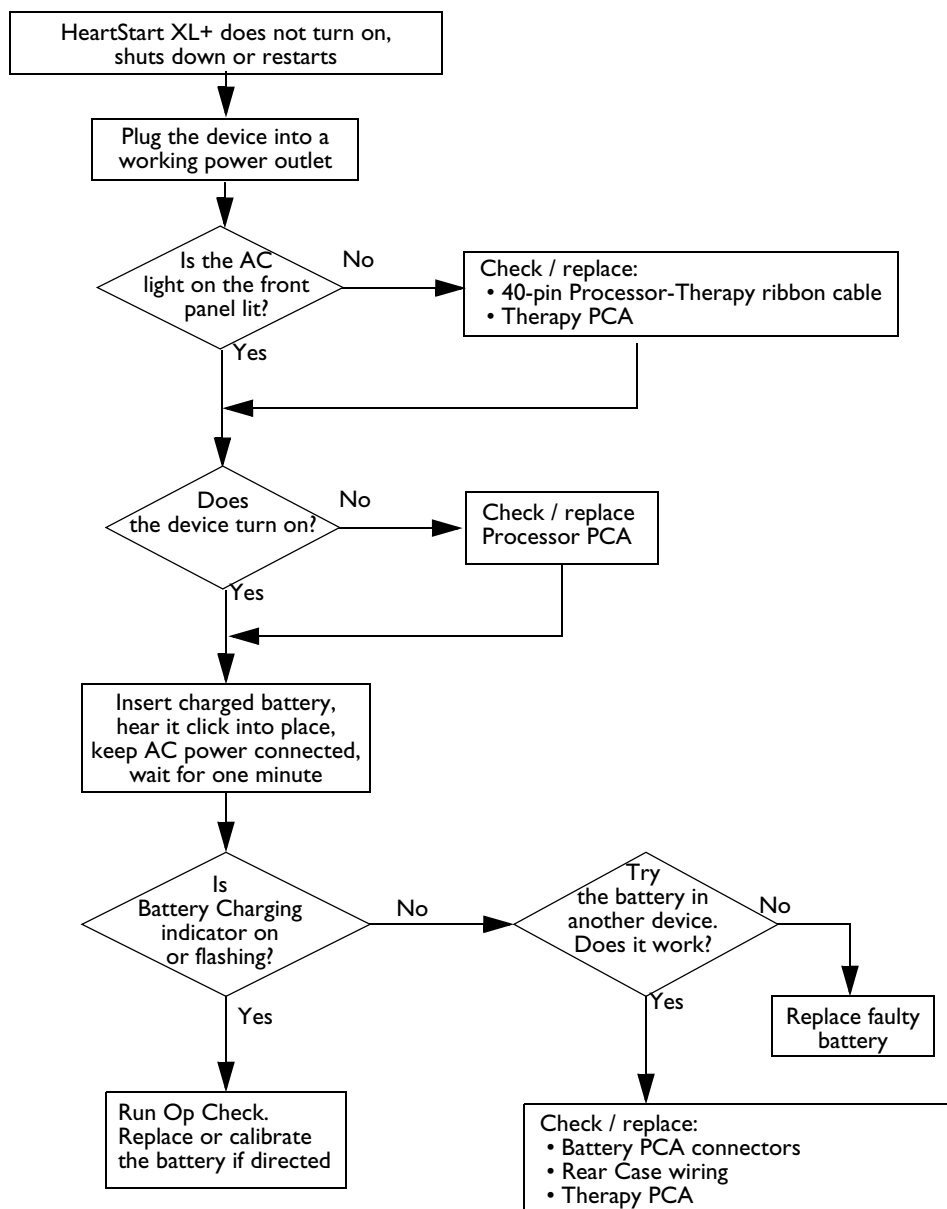 HeartStart XL+ does not turn on,
shuts down or restarts
Plug the device into a
working power outlet
Is the AC
light on the front
panel lit?
No
Check / replace:
• 40-pin Processor-Therapy ribbon cable
• Therapy PCA
Yes
Does
the device turn on?
No
Check / replace
Processor PCA
Yes
Insert charged battery,
hear it click into place,
keep AC power connected,
wait for one minute
Is
Battery Charging
indicator on
or flashing?
No
Try
the battery in
another device.
Does it work?
No
Replace faulty
battery
Yes
Yes
Run Op Check.
Replace or calibrate
the battery if directed
Check / replace:
• Battery PCA connectors
• Rear Case wiring
• Therapy PCA